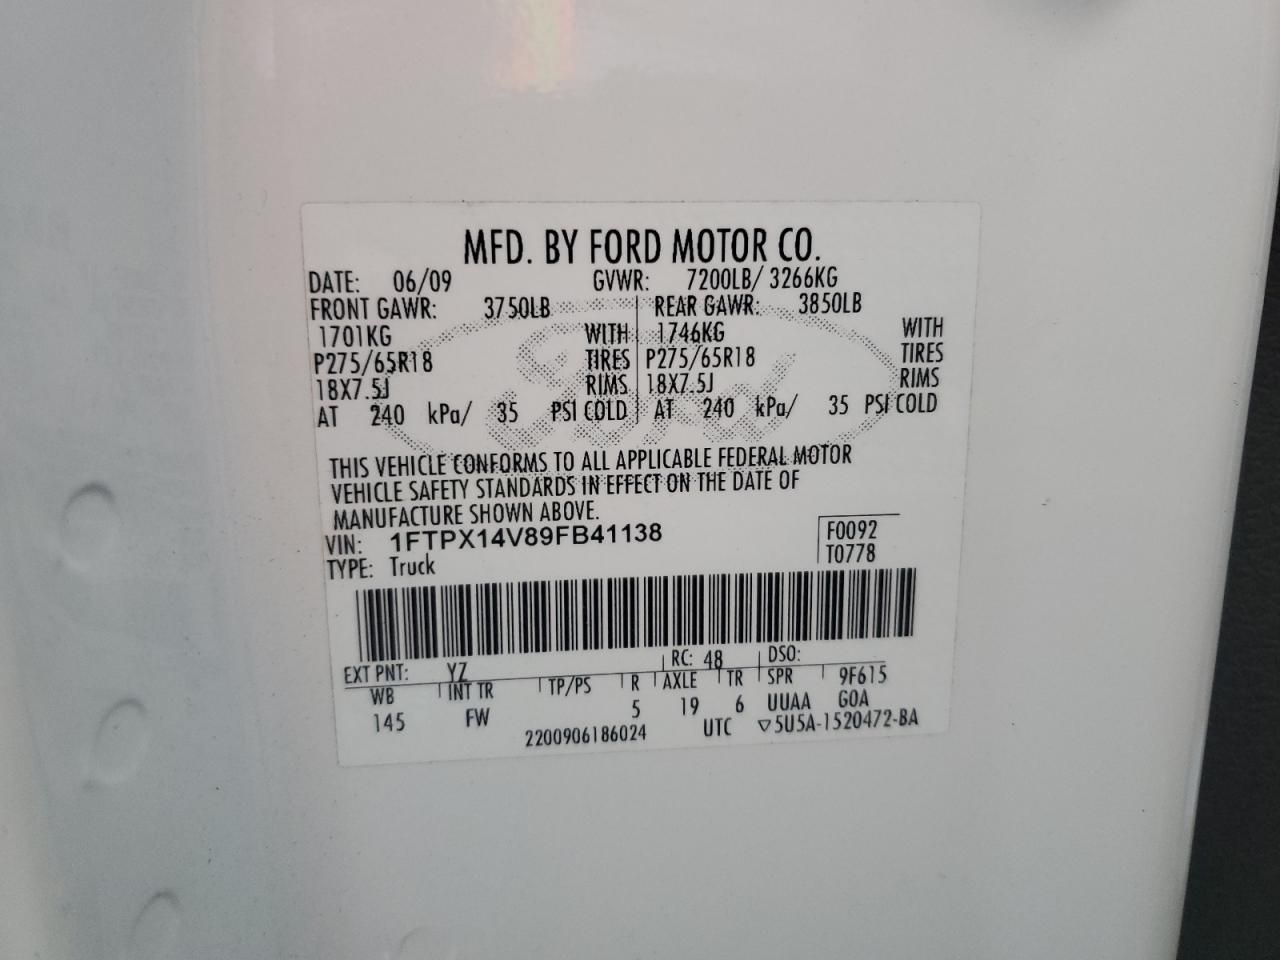 MFD. BY FORD MOTOR CO.
DATE: 06/09 GVWR: 7200LB/ 3266KG
FRONT GAWR: 3750LB REAR GAWR: 3850LB
1701KG WITH 1746KG WITH
P275/65R18 TIRES P275/65R18 TIRES
18X7.5J RIMS 18X7.5J RIMS
AT 240 kPa/ 35 PSI COLD AT 240 kPa/ 35 PSI COLD
Ford
THIS VEHICLE CONFORMS TO ALL APPLICABLE FEDERAL MOTOR
VEHICLE SAFETY STANDARDS IN EFFECT ON THE DATE OF
MANUFACTURE SHOWN ABOVE.
VIN: 1FTPX14V89FB41138 F0092
TYPE: Truck T0778
EXT PNT: YZ RC: 48 DSO:
WB INT TR TP/PS R AXLE TR SPR 9F615
145 FW 5 19 6 UUAA GOA
2200906186024 UTC ▽5U5A-1520472-BA